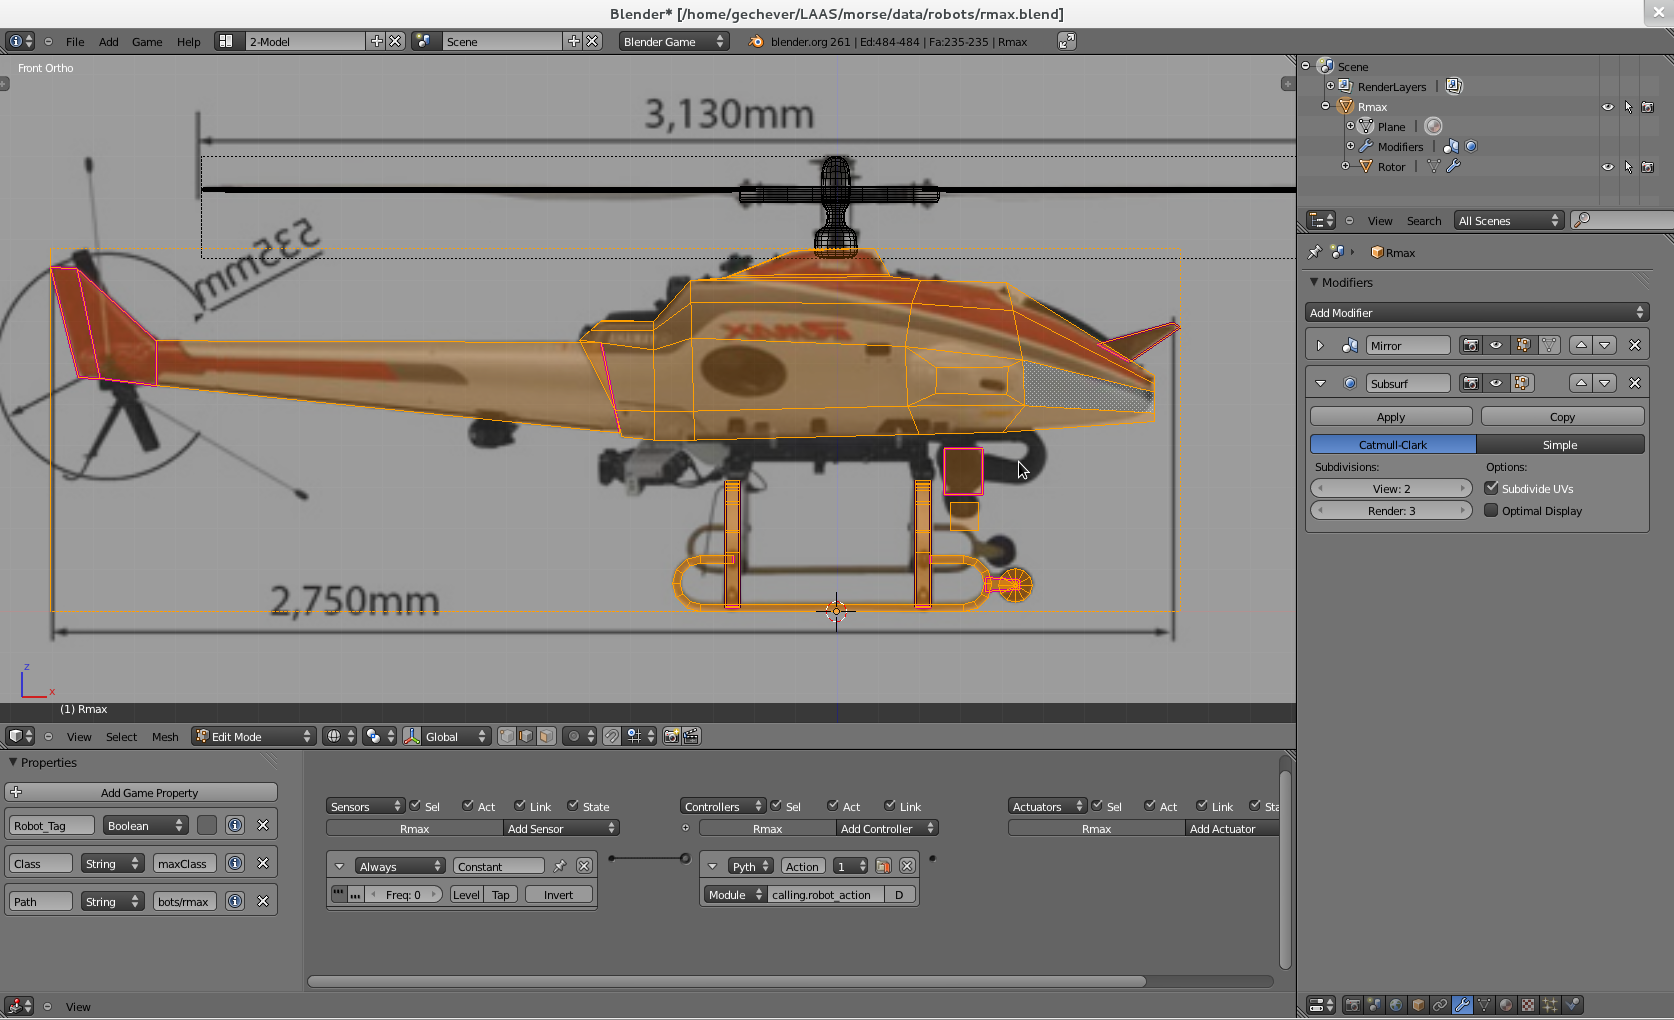 Blender* [/home/gechever/LAAS/morse/data/robots/rmax.blend]
File Add Game Help 2-Model Scene Blender Game blender.org 261 | Ed:484-484 | Fa:235-235 | Rmax
Front Ortho
3,130mm
535mm
RMAX
2,750mm
z
x
(1) Rmax
View Select Mesh Edit Mode Global
Scene
RenderLayers
Rmax
Plane
Modifiers
Rotor
View Search All Scenes
Rmax
Modifiers
Add Modifier
Mirror
Subsurf
Apply Copy
Catmull-Clark Simple
Subdivisions: Options:
View: 2 Subdivide UVs
Render: 3 Optimal Display
Properties
Add Game Property
Robot_Tag Boolean
Class String maxClass
Path String bots/rmax
Sensors Sel Act Link State
Rmax Add Sensor
Always Constant
Freq: 0 Level Tap Invert
Controllers Sel Act Link
Rmax Add Controller
Pyth Action 1
Module calling.robot_action D
Actuators Sel Act Link Sta
Rmax Add Actuator
View